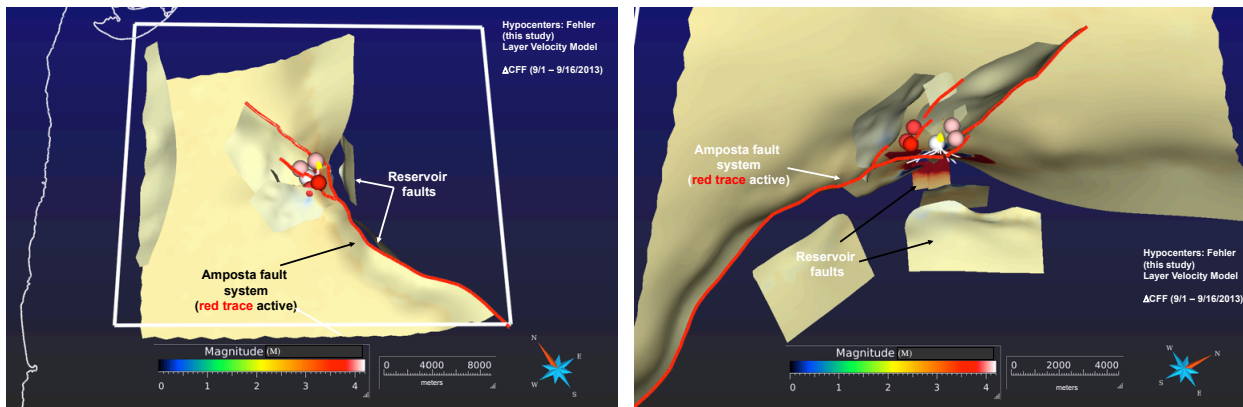 Hypocenters: Fehler
(this study)
Layer Velocity Model
ΔCFF (9/1 – 9/16/2013)
Reservoir
faults
Amposta fault
system
(red trace active)
Magnitude (M)
0 1 2 3 4
4000 8000
meters
N
E
W
S
Amposta fault
system
(red trace active)
Reservoir
faults
Hypocenters: Fehler
(this study)
Layer Velocity Model
ΔCFF (9/1 – 9/16/2013)
Magnitude (M)
0 1 2 3 4
0 2000 4000
meters
W
N
S
E